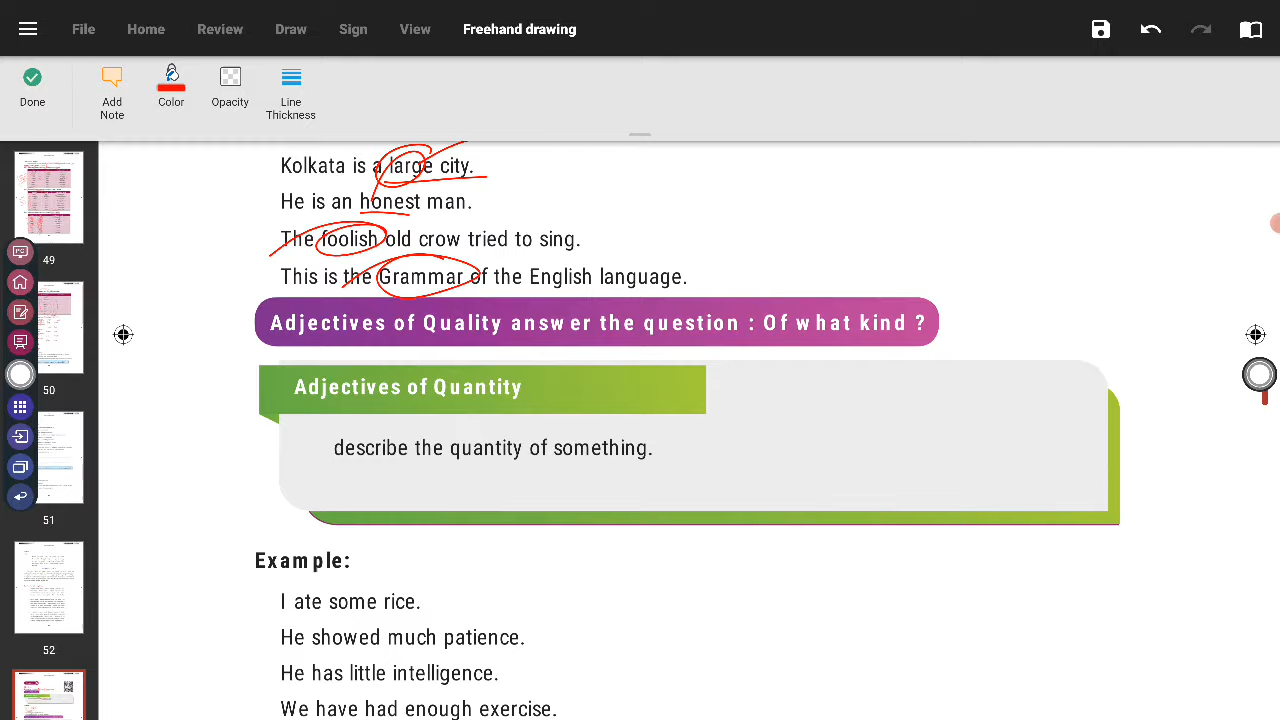 File Home Review Draw Sign View Freehand drawing
Done
Add Note
Color
Opacity
Line Thickness
Kolkata is a large city.
He is an honest man.
The foolish old crow tried to sing.
This is the Grammar of the English language.
Adjectives of Quality answer the question : Of what kind ?
Adjectives of Quantity
describe the quantity of something.
Example:
I ate some rice.
He showed much patience.
He has little intelligence.
We have had enough exercise.
49
50
51
52